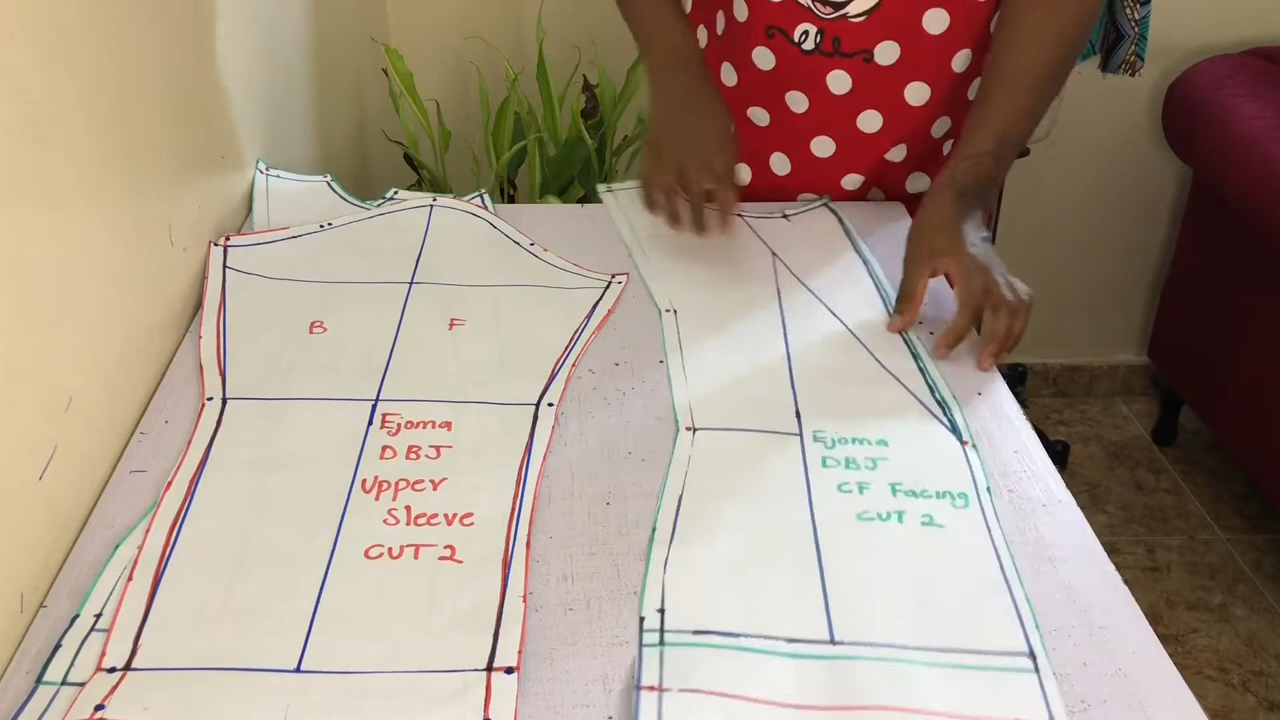 B
F
Ejoma
DBJ
Upper
Sleeve
CUT 2
Ejoma
DBJ
CF Facing
CUT 2